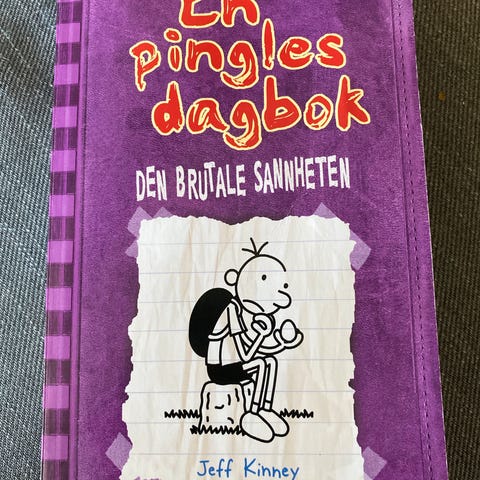 En
pingles
dagbok
DEN BRUTALE SANNHETEN
Jeff Kinney